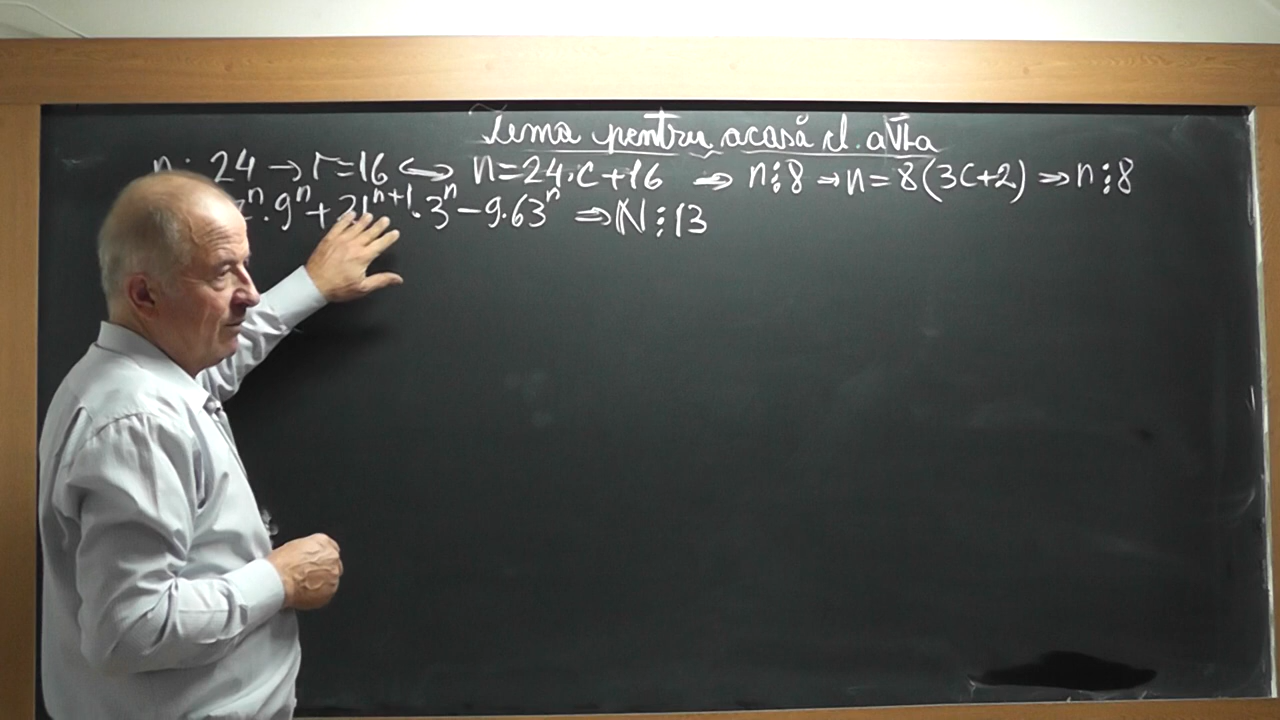 Tema pentru acasă cl. a VI-a
n : 24 → r=16 ↔ n=24·c+16 ⇒ n⋮8 ⇒ n=8(3c+2) ⇒ n⋮8
ⁿ·9ⁿ+21ⁿ⁺¹·3ⁿ−9·63ⁿ ⇒ N⋮13